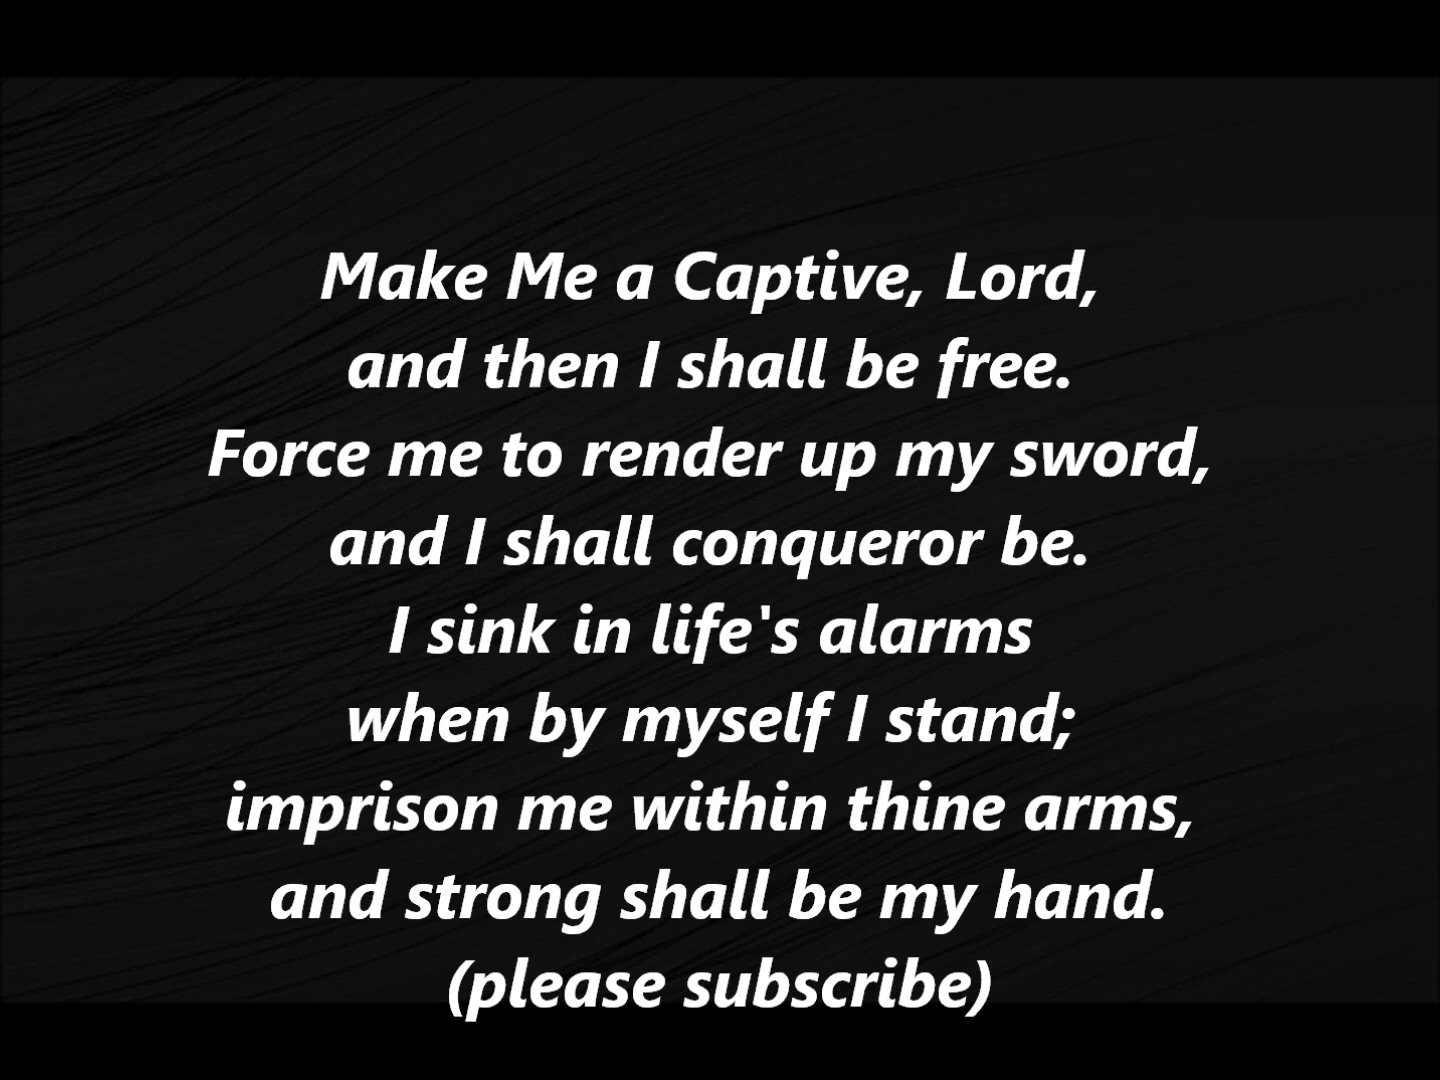 Make Me a Captive, Lord,
and then I shall be free.
Force me to render up my sword,
and I shall conqueror be.
I sink in life's alarms
when by myself I stand;
imprison me within thine arms,
and strong shall be my hand.
(please subscribe)